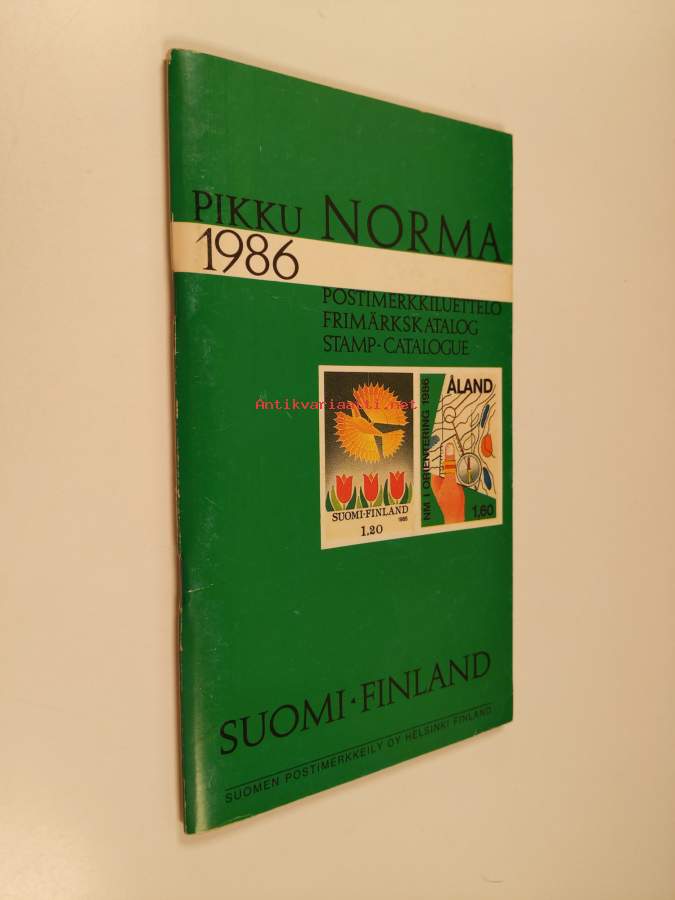 PIKKU NORMA
1986
POSTIMERKKILUETTELO
FRIMÄRKSKATALOG
STAMP·CATALOGUE
Antikvariaatti.net
SUOMI·FINLAND
1985
1.20
ÅLAND
NM I ORIENTERING 1986
1.60
SUOMI·FINLAND
SUOMEN POSTIMERKKEILY OY HELSINKI FINLAND